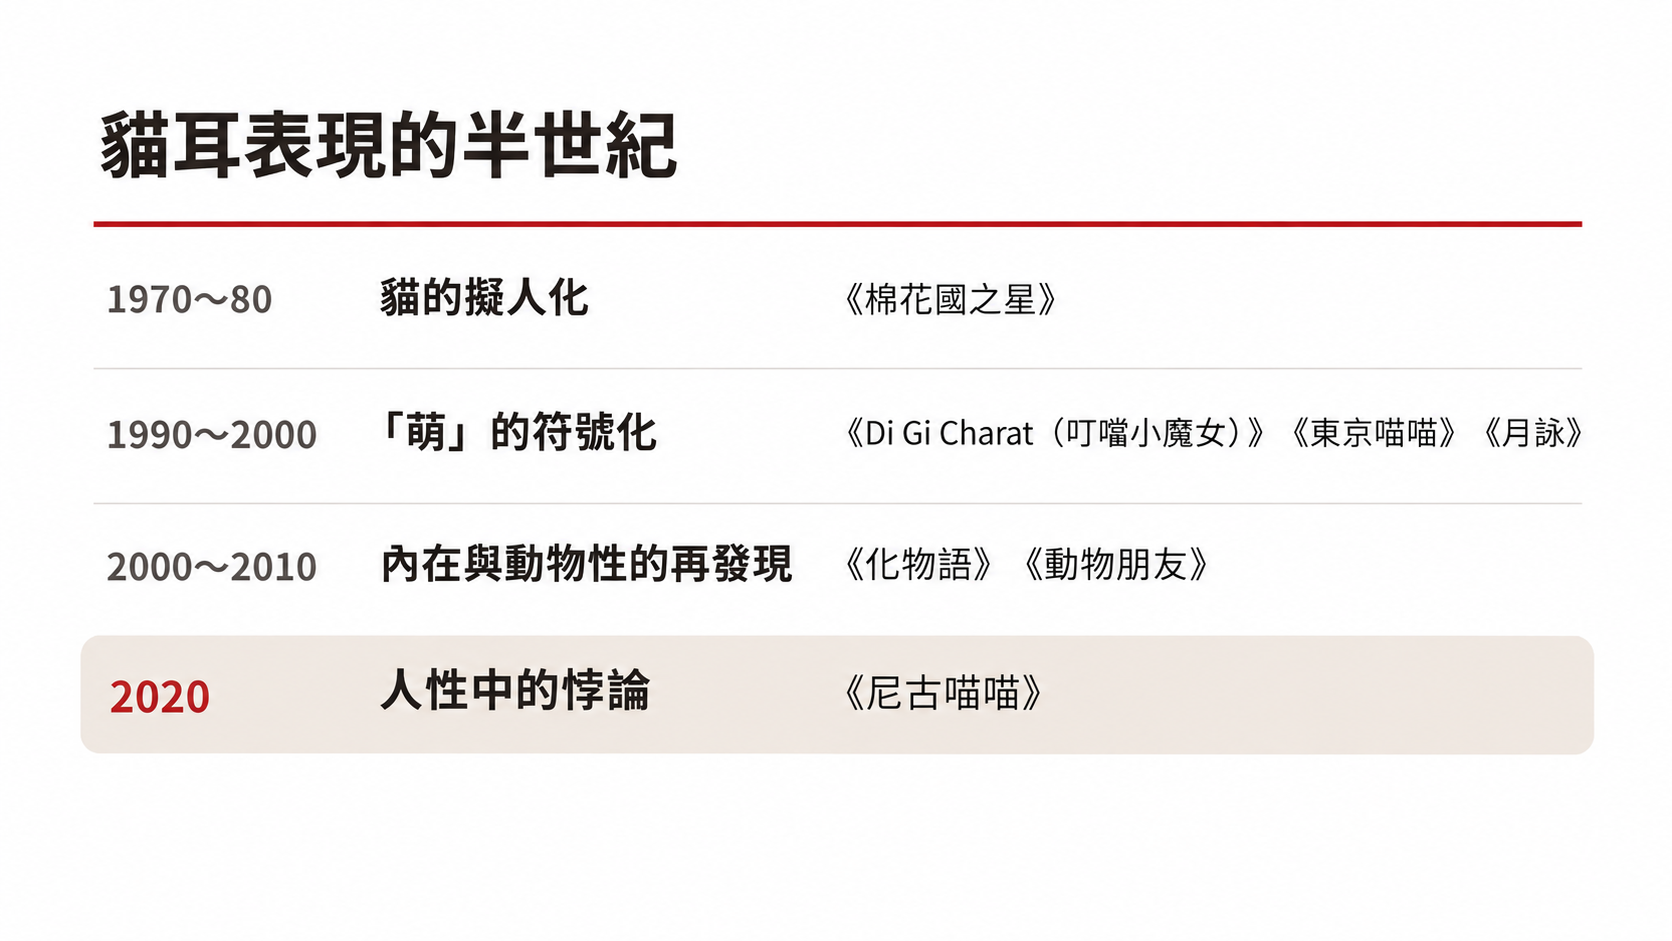 貓耳表現的半世紀
1970～80 貓的擬人化 《棉花國之星》
1990～2000 「萌」的符號化 《Di Gi Charat（叮噹小魔女）》《東京喵喵》《月詠》
2000～2010 內在與動物性的再發現 《化物語》《動物朋友》
2020 人性中的悖論 《尼古喵喵》